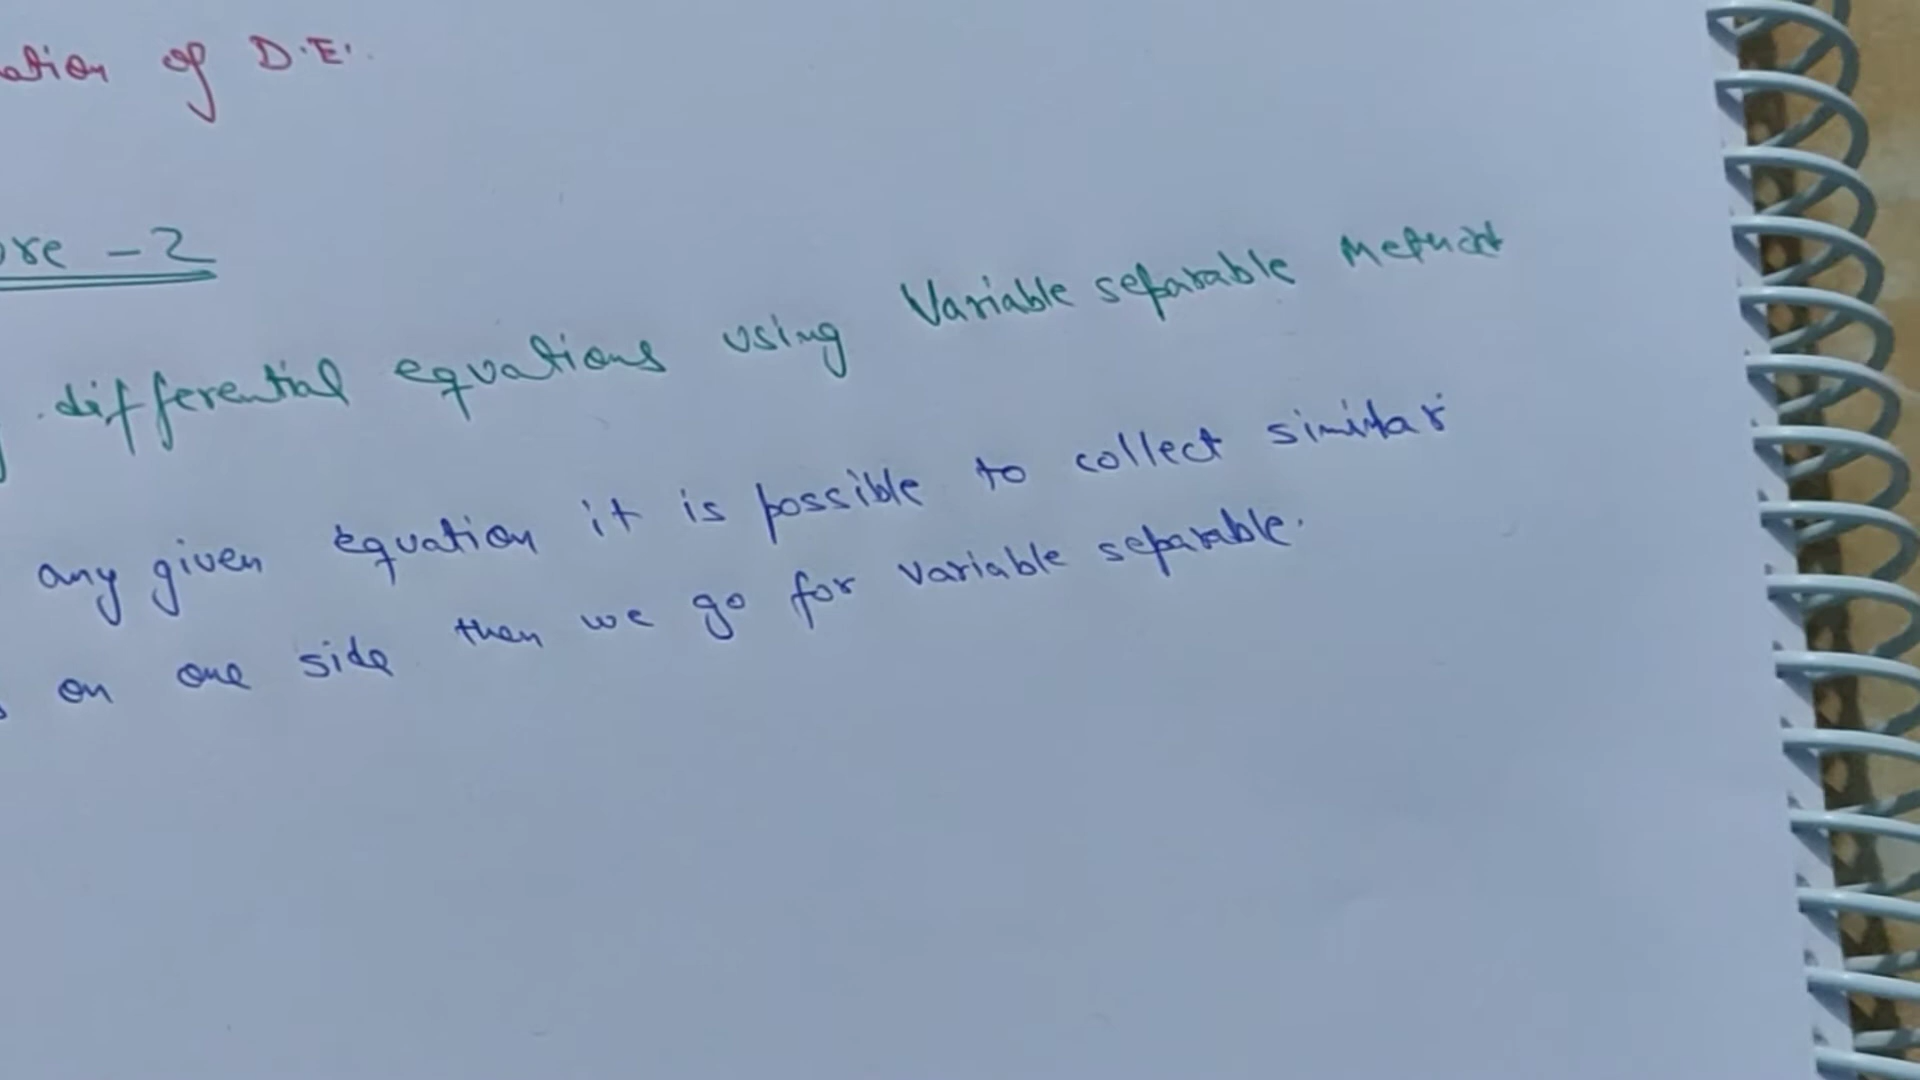 ation of D.E.
ore - 2
differential equations using Variable separable Method
any given equation it is possible to collect similar
on one side then we go for variable separable.